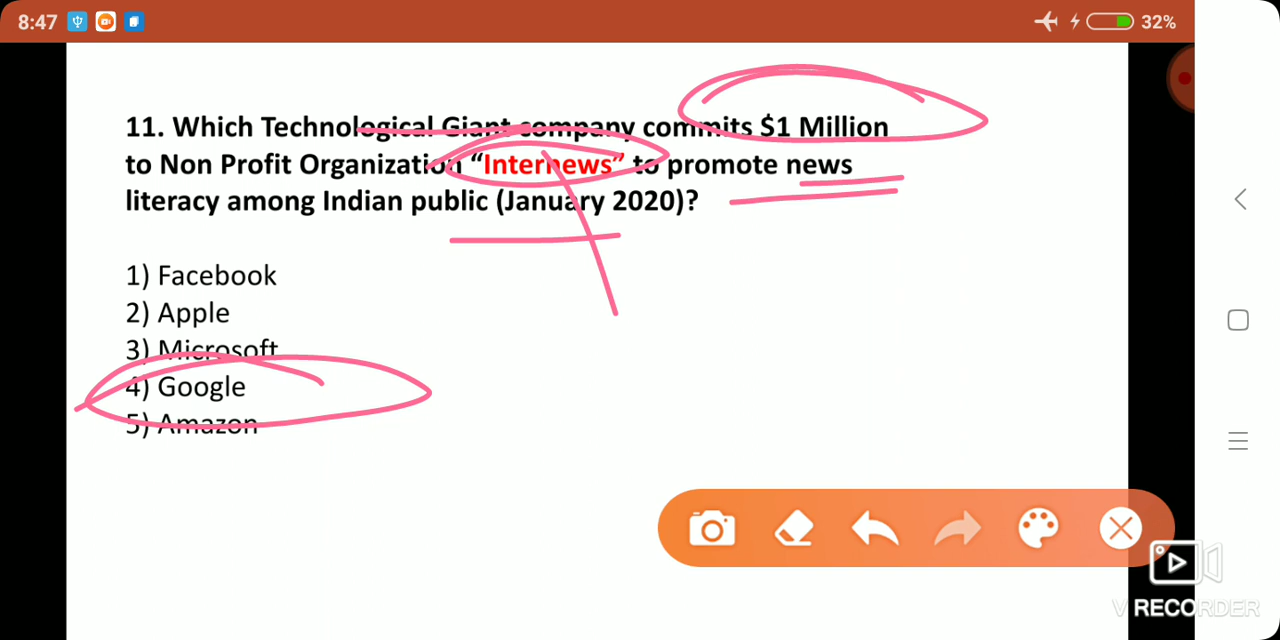 8:47
32%
11. Which Technological Giant company commits $1 Million
to Non Profit Organization “Internews” to promote news
literacy among Indian public (January 2020)?
1) Facebook
2) Apple
3) Microsoft
4) Google
5) Amazon
V RECORDER